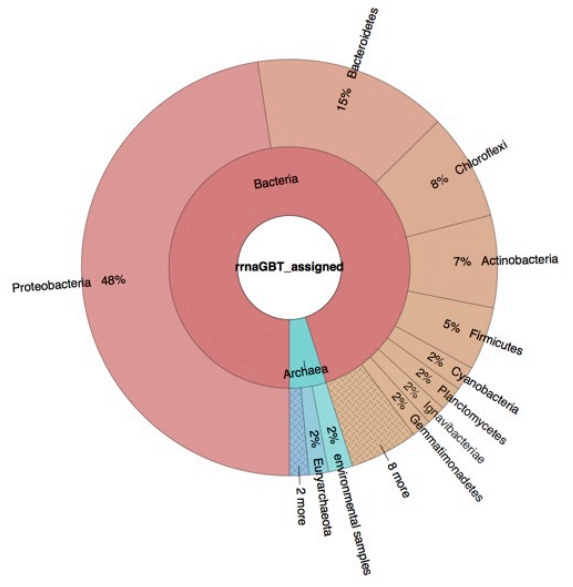 rrnaGBT_assigned
Bacteria
Archaea
Proteobacteria 48%
15% Bacteroidetes
8% Chloroflexi
7% Actinobacteria
5% Firmicutes
2% Cyanobacteria
2% Planctomycetes
2% Ignavibacteriae
2% Gemmatimonadetes
8 more
2% environmental samples
2% Euryarchaeota
2 more